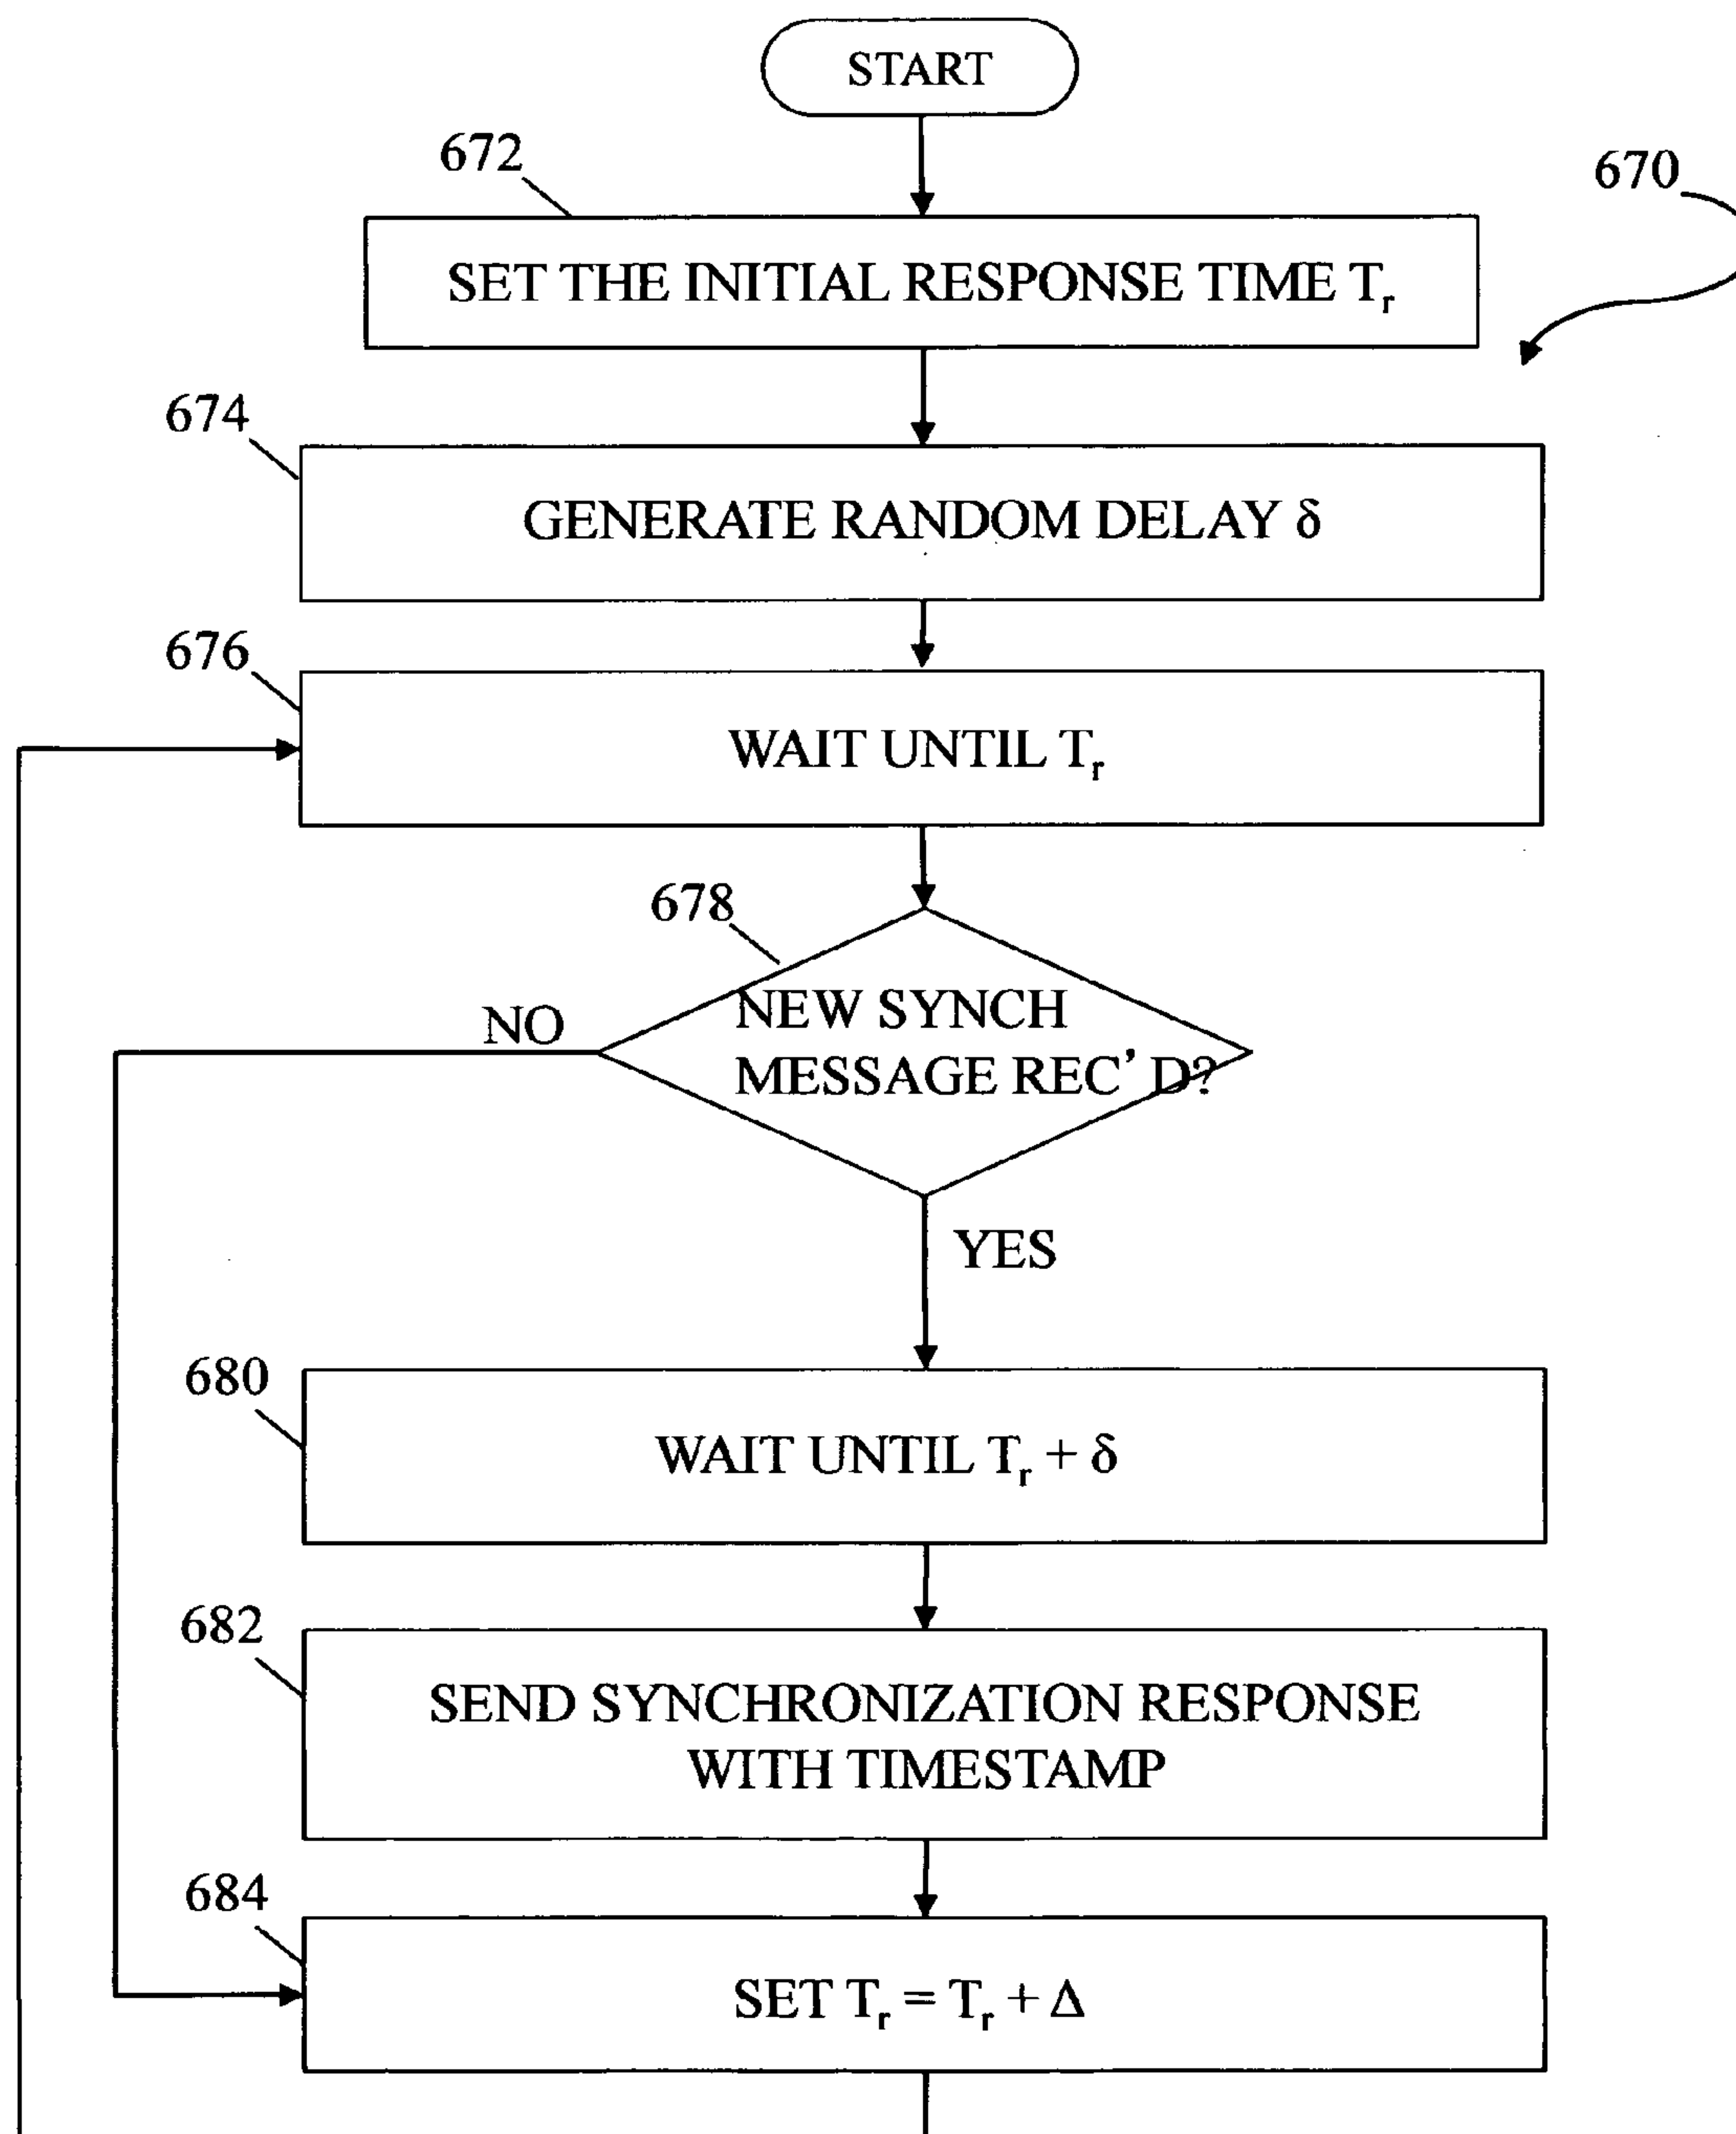 START
672
670
SET THE INITIAL RESPONSE TIME Tr
674
GENERATE RANDOM DELAY δ
676
WAIT UNTIL Tr
678
NEW SYNCH
MESSAGE REC' D?
NO
YES
680
WAIT UNTIL Tr + δ
682
SEND SYNCHRONIZATION RESPONSE
WITH TIMESTAMP
684
SET Tr = Tr + Δ